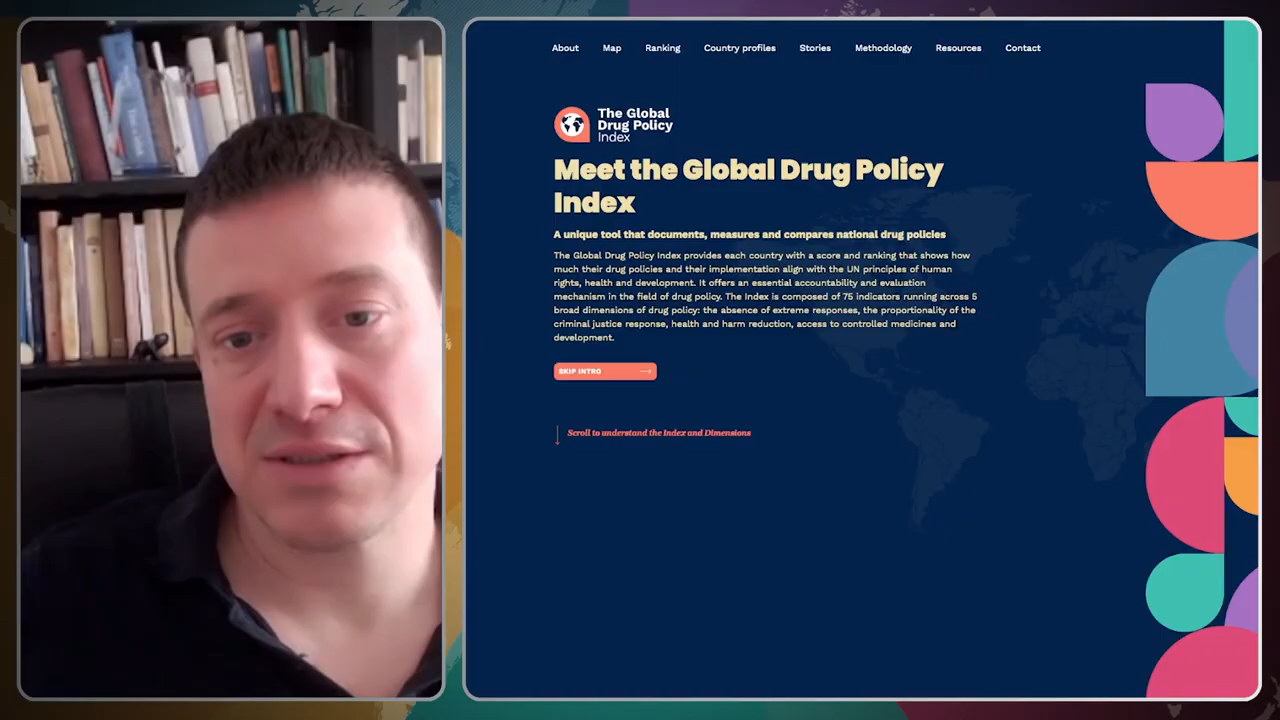 About Map Ranking Country profiles Stories Methodology Resources Contact
The Global
Drug Policy
Index
Meet the Global Drug Policy
Index
A unique tool that documents, measures and compares national drug policies
The Global Drug Policy Index provides each country with a score and ranking that shows how
much their drug policies and their implementation align with the UN principles of human
rights, health and development. It offers an essential accountability and evaluation
mechanism in the field of drug policy. The Index is composed of 75 indicators running across 5
broad dimensions of drug policy: the absence of extreme responses, the proportionality of the
criminal justice response, health and harm reduction, access to controlled medicines and
development.
SKIP INTRO
Scroll to understand the Index and Dimensions